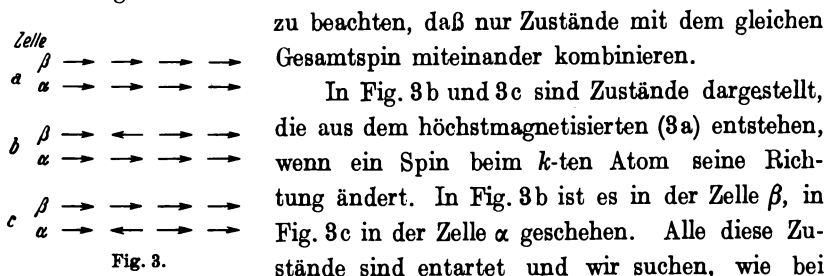 zu beachten, daß nur Zustände mit dem gleichen
Gesamtspin miteinander kombinieren.
In Fig. 3b und 3c sind Zustände dargestellt,
die aus dem höchstmagnetisierten (3a) entstehen,
wenn ein Spin beim k-ten Atom seine Rich-
tung ändert. In Fig. 3b ist es in der Zelle β, in
Fig. 3c in der Zelle α geschehen. Alle diese Zu-
stände sind entartet und wir suchen, wie bei
Zelle
β → → → →
a α → → → →
β → ← → →
b α → → → →
β → → → →
c α → ← → →
Fig. 3.